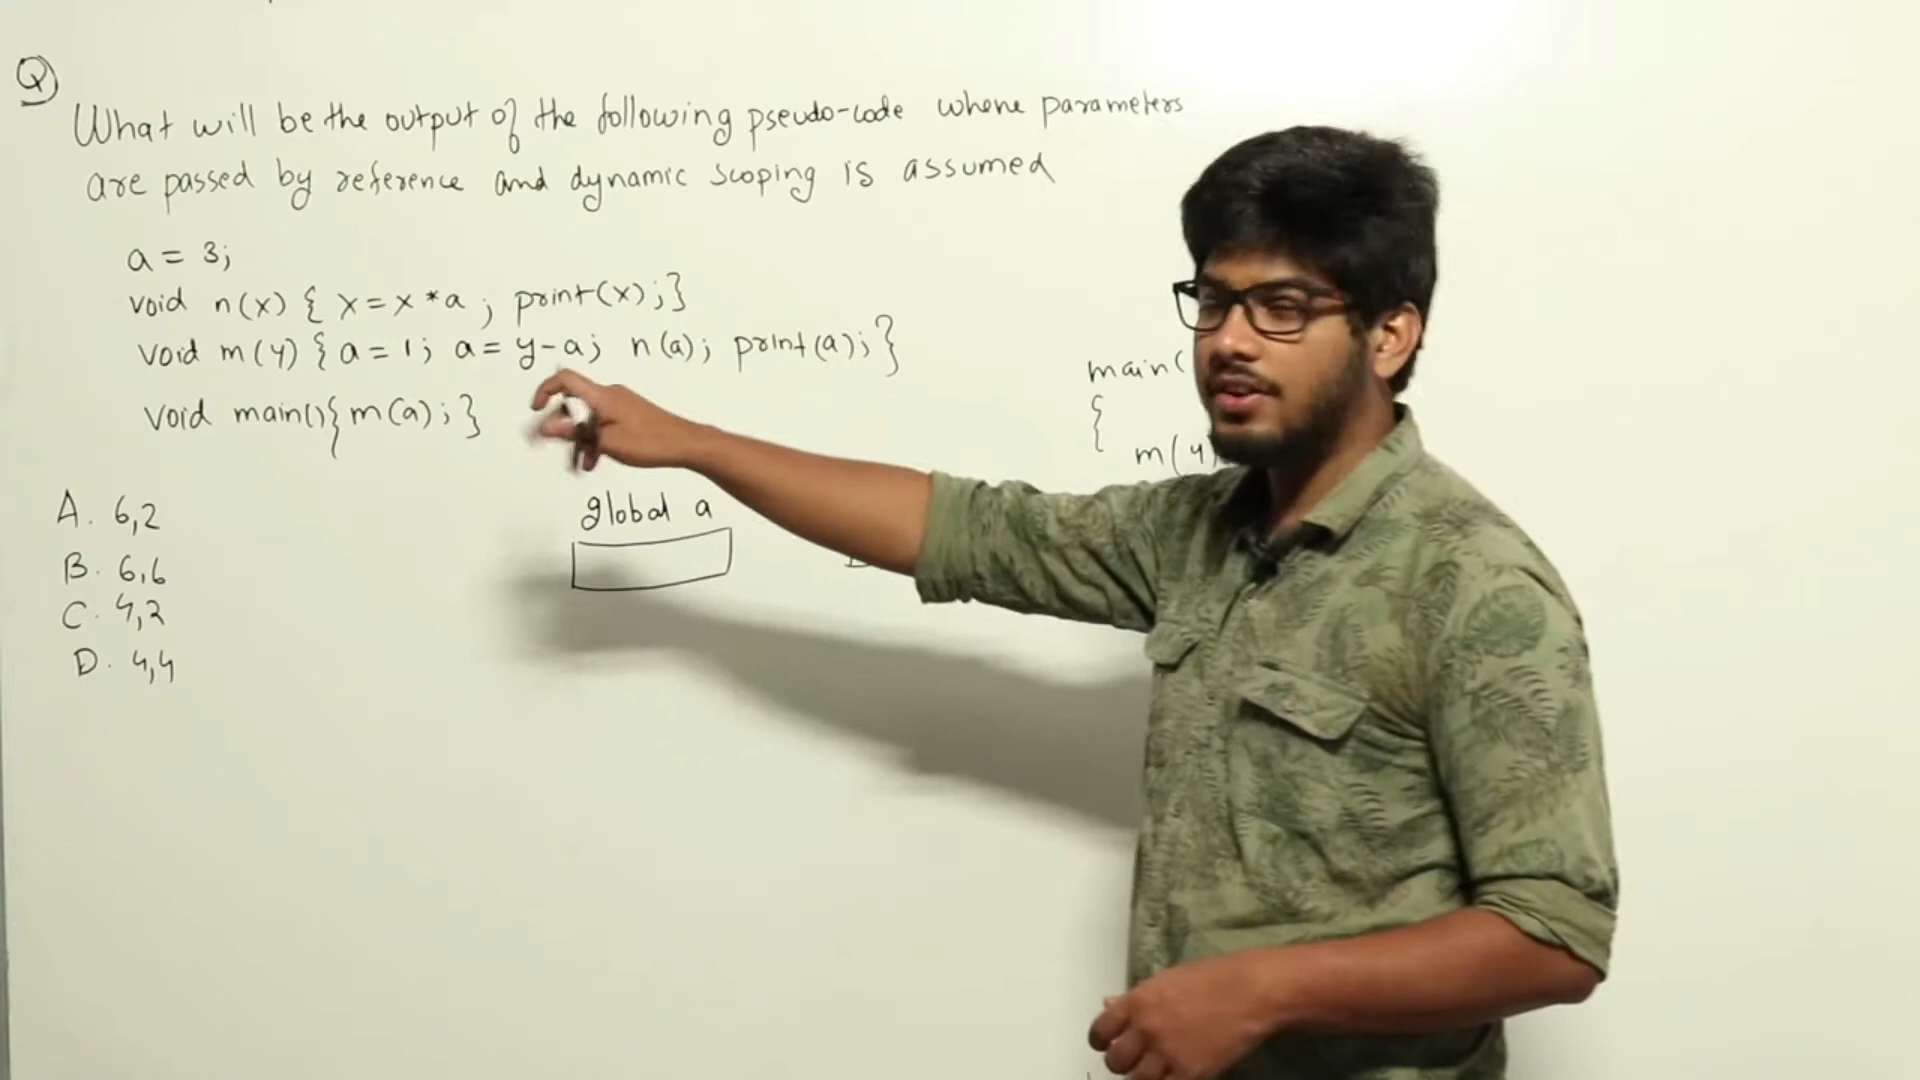 Q
What will be the output of the following pseudo-code where parameters
are passed by reference and dynamic scoping is assumed
a = 3;
void n(x) { x = x * a ; print(x); }
void m(y) { a = 1; a = y-a; n(a); print(a); }
void main(){ m(a); }
A. 6,2
B. 6,6
C. 4,2
D. 4,4
global a
main(
{
m(y)